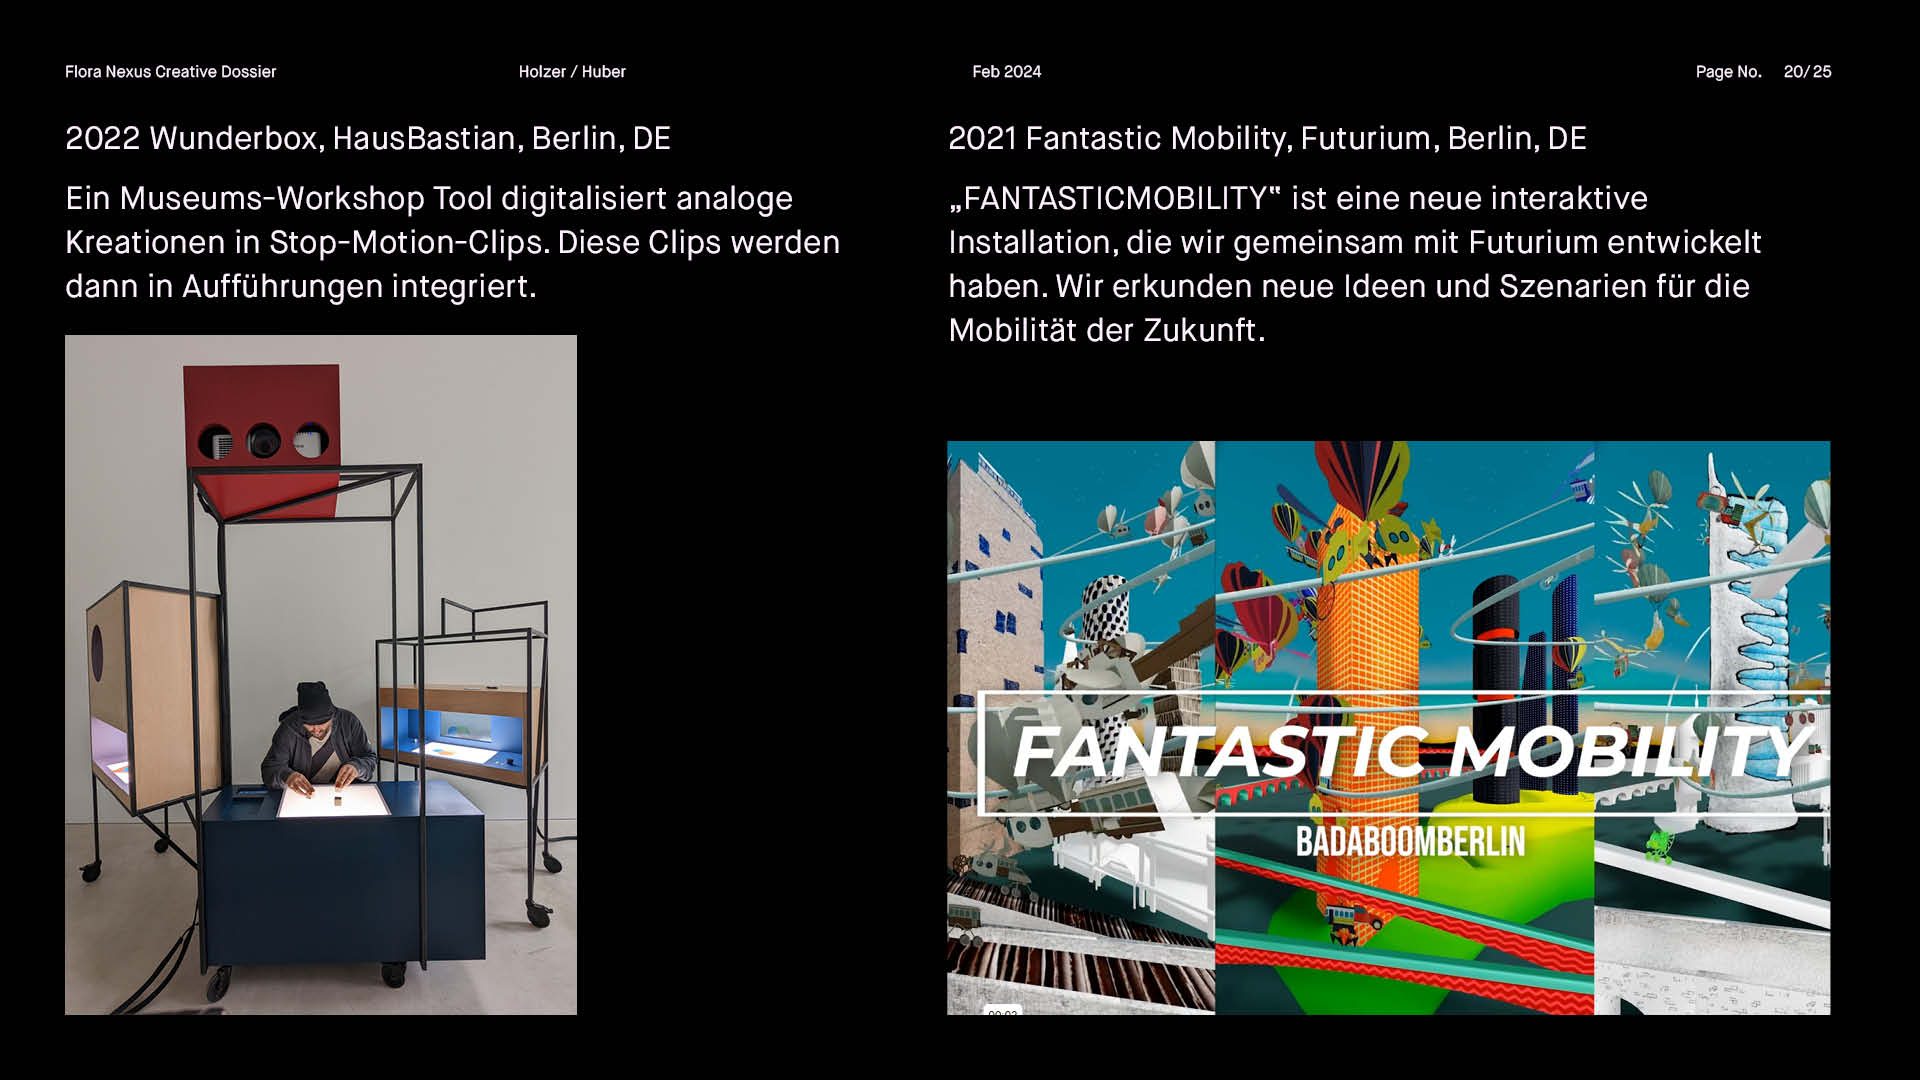 Flora Nexus Creative Dossier
Holzer / Huber
Feb 2024
Page No. 20/25
2022 Wunderbox, HausBastian, Berlin, DE
Ein Museums-Workshop Tool digitalisiert analoge
Kreationen in Stop-Motion-Clips. Diese Clips werden
dann in Aufführungen integriert.
2021 Fantastic Mobility, Futurium, Berlin, DE
„FANTASTICMOBILITY‟ ist eine neue interaktive
Installation, die wir gemeinsam mit Futurium entwickelt
haben. Wir erkunden neue Ideen und Szenarien für die
Mobilität der Zukunft.
FANTASTIC MOBILITY
BADABOOMBERLIN